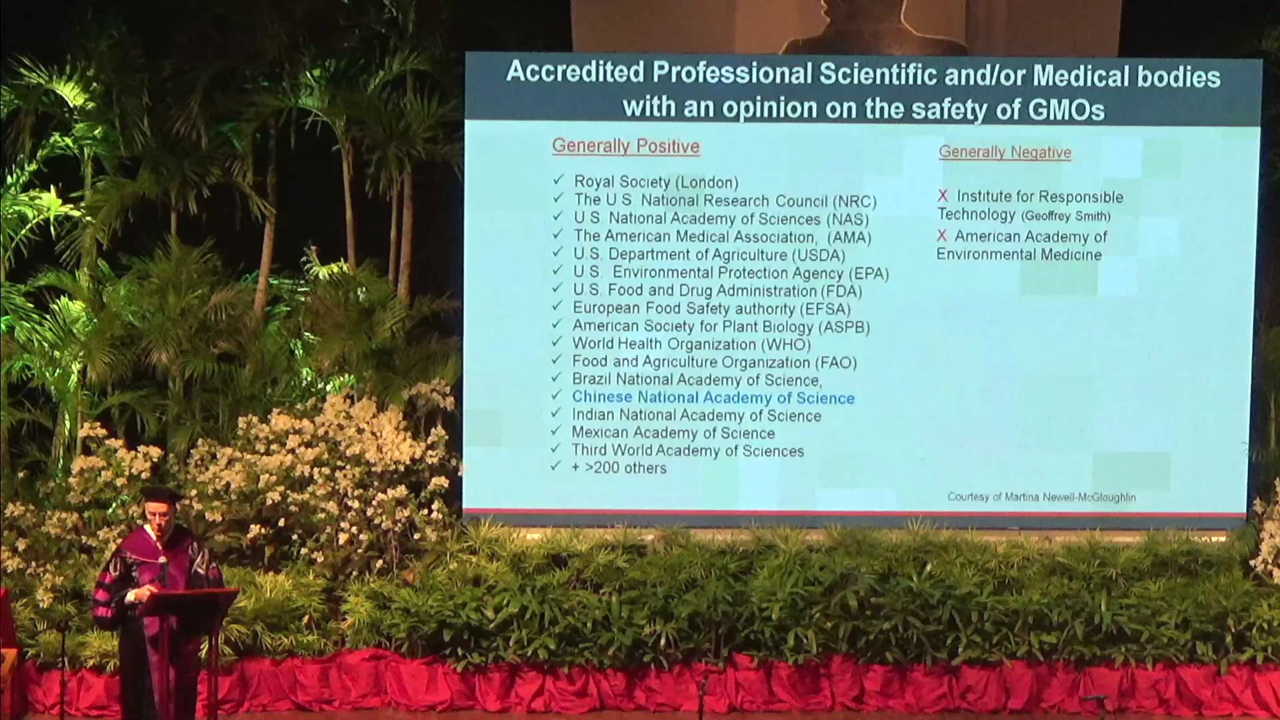 Accredited Professional Scientific and/or Medical bodies
with an opinion on the safety of GMOs
Generally Positive
✓ Royal Society (London)
✓ The U S National Research Council (NRC)
✓ U S. National Academy of Sciences (NAS)
✓ The American Medical Association, (AMA)
✓ U.S. Department of Agriculture (USDA)
✓ U.S. Environmental Protection Agency (EPA)
✓ U.S. Food and Drug Administration (FDA)
✓ European Food Safety authority (EFSA)
✓ American Society for Plant Biology (ASPB)
✓ World Health Organization (WHO)
✓ Food and Agriculture Organization (FAO)
✓ Brazil National Academy of Science,
✓ Chinese National Academy of Science
✓ Indian National Academy of Science
✓ Mexican Academy of Science
✓ Third World Academy of Sciences
✓ + >200 others
Generally Negative
X Institute for Responsible
Technology (Geoffrey Smith)
X American Academy of
Environmental Medicine
Courtesy of Martina Newell-McGloughlin